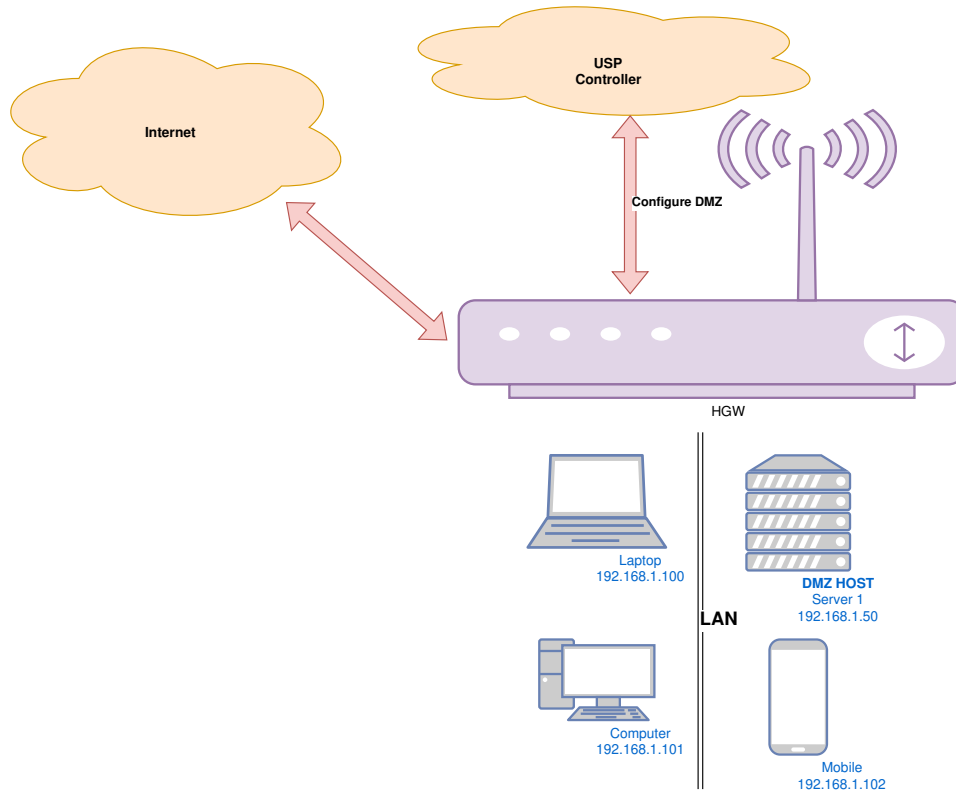 USP
Controller
Internet
Configure DMZ
HGW
Laptop
192.168.1.100
DMZ HOST
Server 1
192.168.1.50
LAN
Computer
192.168.1.101
Mobile
192.168.1.102